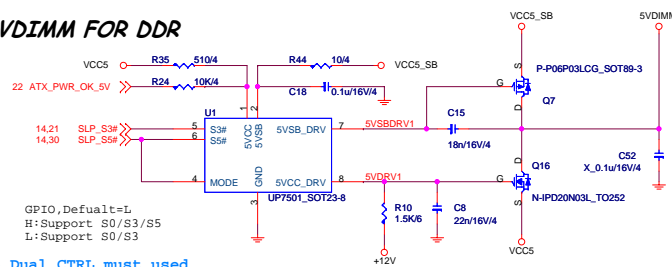 VDIMM FOR DDR
VCC5_SB
5VDIMM
VCC5
R35
510/4
R44
10/4
VCC5_SB
P-P06P03LCG_SOT89-3
22 ATX_PWR_OK_5V
R24
10K/4
C18
0.1u/16V/4
S
G
D
Q7
U1
1
2
14,21 SLP_S3#
5
S3#
5VCC
5VSB
5VSB_DRV
7
5VSBDRV1
C15
14,30 SLP_S5#
6
S5#
18n/16V/4
D
Q16
C52
X_0.1u/16V/4
4
MODE
GND
5VCC_DRV
8
5VDRV1
G
S
3
UP7501_SOT23-8
R10
1.5K/6
C8
22n/16V/4
N-IPD20N03L_TO252
GPIO,Defualt=L
H:Support S0/S3/S5
L:Support S0/S3
+12V
VCC5
Dual CTRL must used